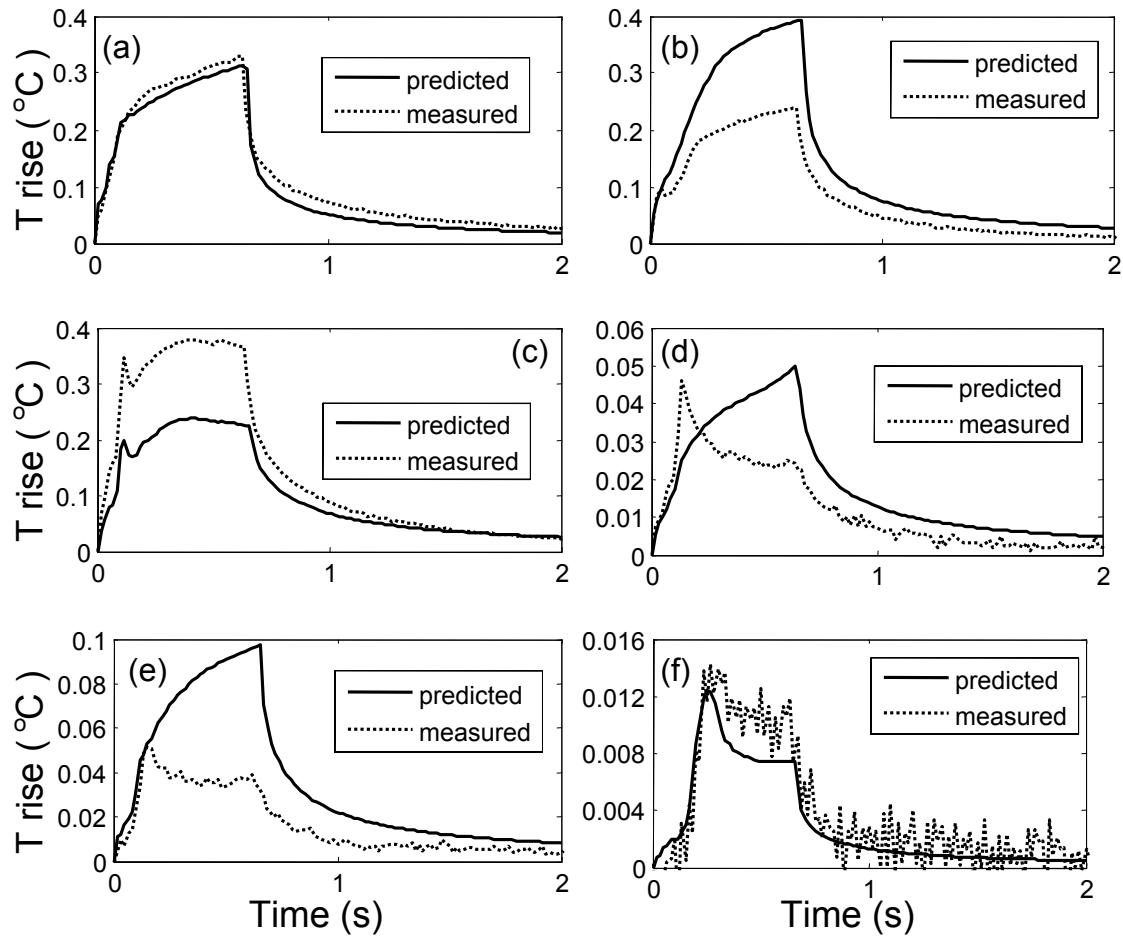 (a)
T rise ( °C)
0.4
0.3
0.2
0.1
0
0
1
2
predicted
measured
(b)
0.4
0.3
0.2
0.1
0
0
1
2
predicted
measured
(c)
T rise ( °C)
0.4
0.3
0.2
0.1
0
0
1
2
predicted
measured
(d)
0.06
0.05
0.04
0.03
0.02
0.01
0
0
1
2
predicted
measured
(e)
T rise ( °C)
0.1
0.08
0.06
0.04
0.02
0
0
1
2
Time (s)
predicted
measured
(f)
0.016
0.012
0.008
0.004
0
0
1
2
Time (s)
predicted
measured